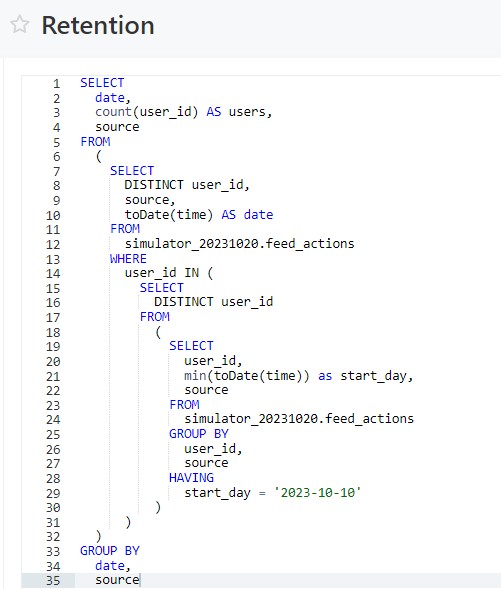 Retention
1 SELECT
2 date,
3 count(user_id) AS users,
4 source
5 FROM
6 (
7 SELECT
8 DISTINCT user_id,
9 source,
10 toDate(time) AS date
11 FROM
12 simulator_20231020.feed_actions
13 WHERE
14 user_id IN (
15 SELECT
16 DISTINCT user_id
17 FROM
18 (
19 SELECT
20 user_id,
21 min(toDate(time)) as start_day,
22 source
23 FROM
24 simulator_20231020.feed_actions
25 GROUP BY
26 user_id,
27 source
28 HAVING
29 start_day = '2023-10-10'
30 )
31 )
32 )
33 GROUP BY
34 date,
35 source